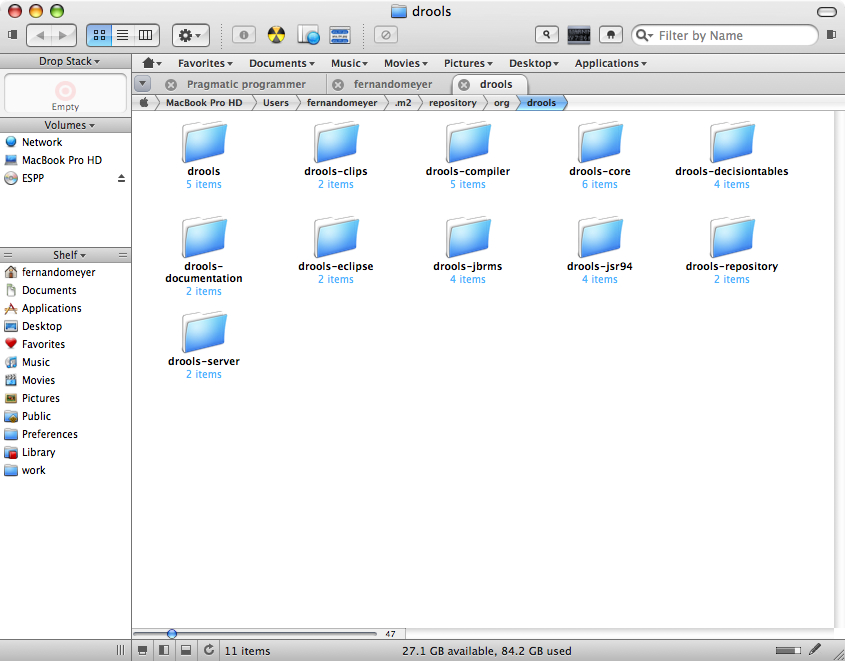 drools
Filter by Name
Drop Stack
Favorites
Documents
Music
Movies
Pictures
Desktop
Applications
Empty
Pragmatic programmer
fernandomeyer
drools
MacBook Pro HD
Users
fernandomeyer
.m2
repository
org
drools
Volumes
Network
MacBook Pro HD
ESPP
Shelf
fernandomeyer
Documents
Applications
Desktop
Favorites
Music
Movies
Pictures
Public
Preferences
Library
work
drools
5 items
drools-clips
2 items
drools-compiler
5 items
drools-core
6 items
drools-decisiontables
4 items
drools-
documentation
2 items
drools-eclipse
2 items
drools-jbrms
4 items
drools-jsr94
4 items
drools-repository
2 items
drools-server
2 items
47
11 items
27.1 GB available, 84.2 GB used